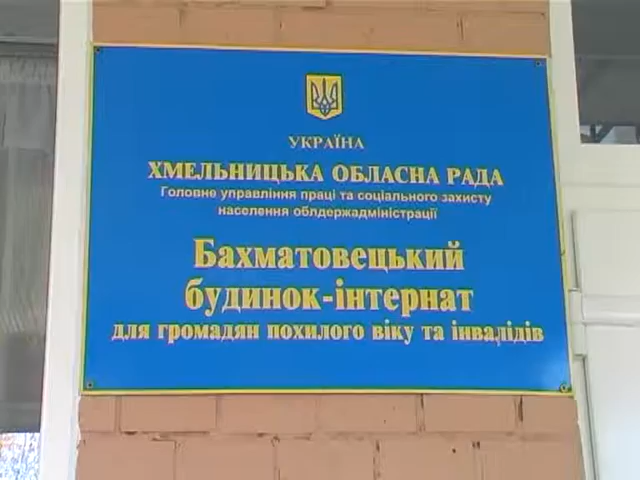 УКРАЇНА
ХМЕЛЬНИЦЬКА ОБЛАСНА РАДА
Головне управління праці та соціального захисту
населення облдержадміністрації
Бахматовецький
будинок-інтернат
для громадян похилого віку та інвалідів